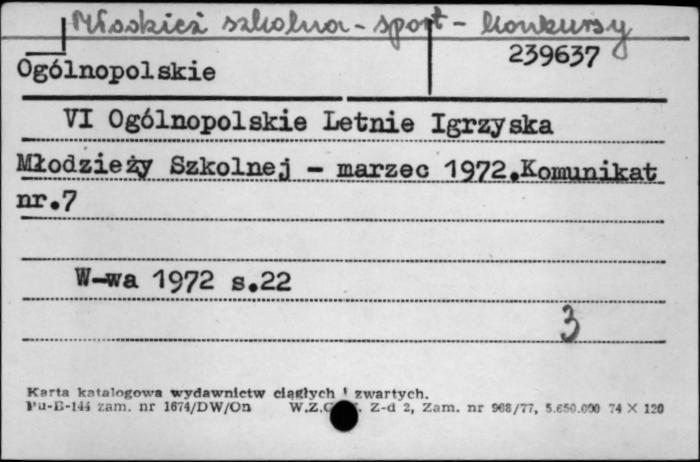 Młodzież szkolna - sport - konkursy
239637
Ogólnopolskie
VI Ogólnopolskie Letnie Igrzyska
Młodzieży Szkolnej - marzec 1972.Komunikat
nr.7
W-wa 1972 s.22
3
Karta katalogowa wydawnictw ciągłych i zwartych.
Pu-B-144 zam. nr 1674/DW/On W.Z.G. Z-d 2, Zam. nr 968/77, 5.650.000 74 X 120